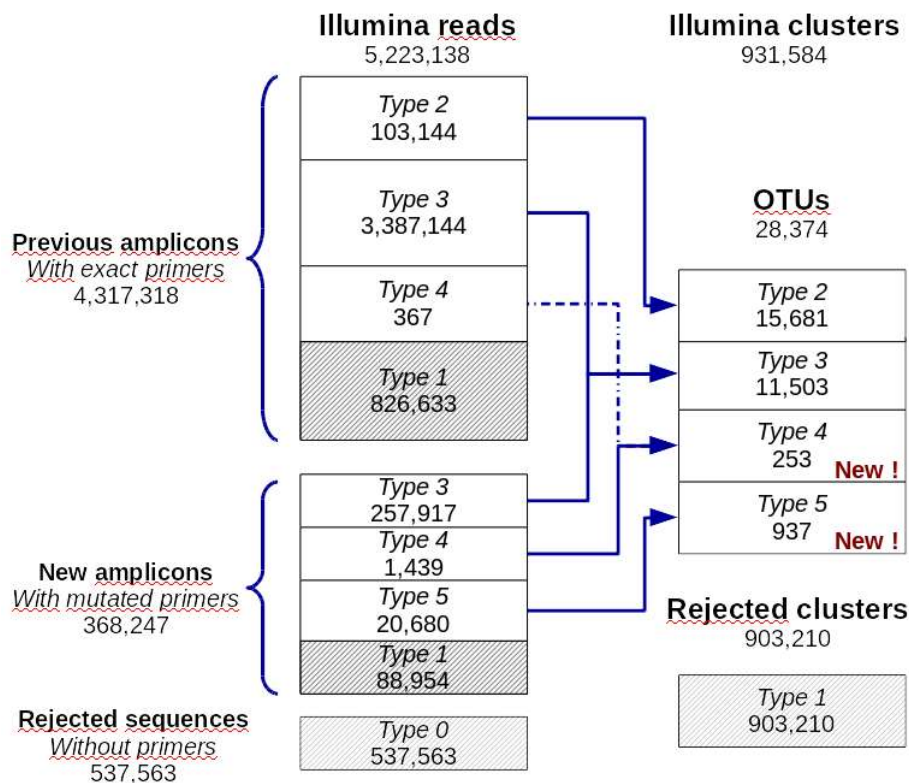 Illumina reads
5,223,138
Illumina clusters
931,584
Type 2
103,144
Type 3
3,387,144
Type 4
367
Type 1
826,633
Previous amplicons
With exact primers
4,317,318
OTUs
28,374
Type 2
15,681
Type 3
11,503
Type 4
253
New !
Type 5
937
New !
Type 3
257,917
Type 4
1,439
Type 5
20,680
Type 1
88,954
New amplicons
With mutated primers
368,247
Rejected clusters
903,210
Type 1
903,210
Rejected sequences
Without primers
537,563
Type 0
537,563